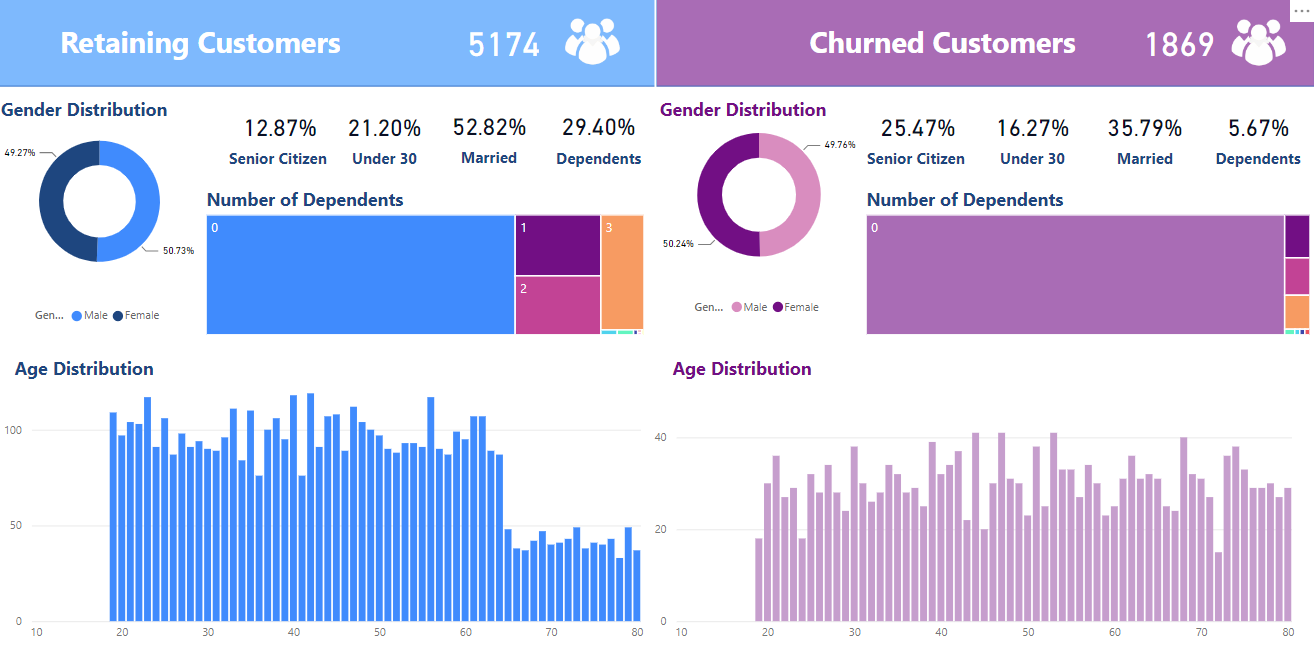 Retaining Customers
5174
Churned Customers
1869
Gender Distribution
49.27%
50.73%
Gen... Male Female
12.87%
Senior Citizen
21.20%
Under 30
52.82%
Married
29.40%
Dependents
Number of Dependents
0
1
2
3
Age Distribution
100
50
0
10 20 30 40 50 60 70 80
Gender Distribution
49.76%
50.24%
Gen... Male Female
25.47%
Senior Citizen
16.27%
Under 30
35.79%
Married
5.67%
Dependents
Number of Dependents
0
Age Distribution
40
20
0
10 20 30 40 50 60 70 80